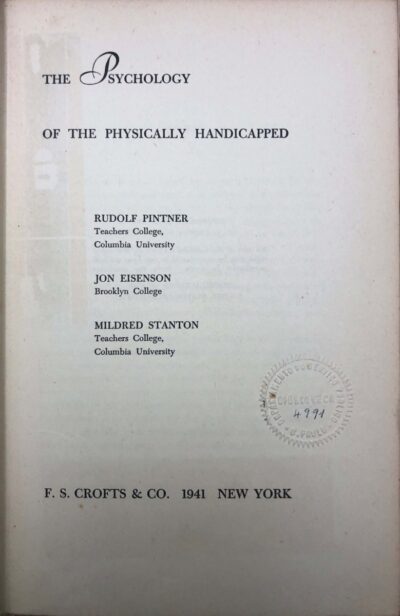 THE PSYCHOLOGY
OF THE PHYSICALLY HANDICAPPED
RUDOLF PINTNER
Teachers College,
Columbia University
JON EISENSON
Brooklyn College
MILDRED STANTON
Teachers College,
Columbia University
4991
F. S. CROFTS & CO. 1941 NEW YORK